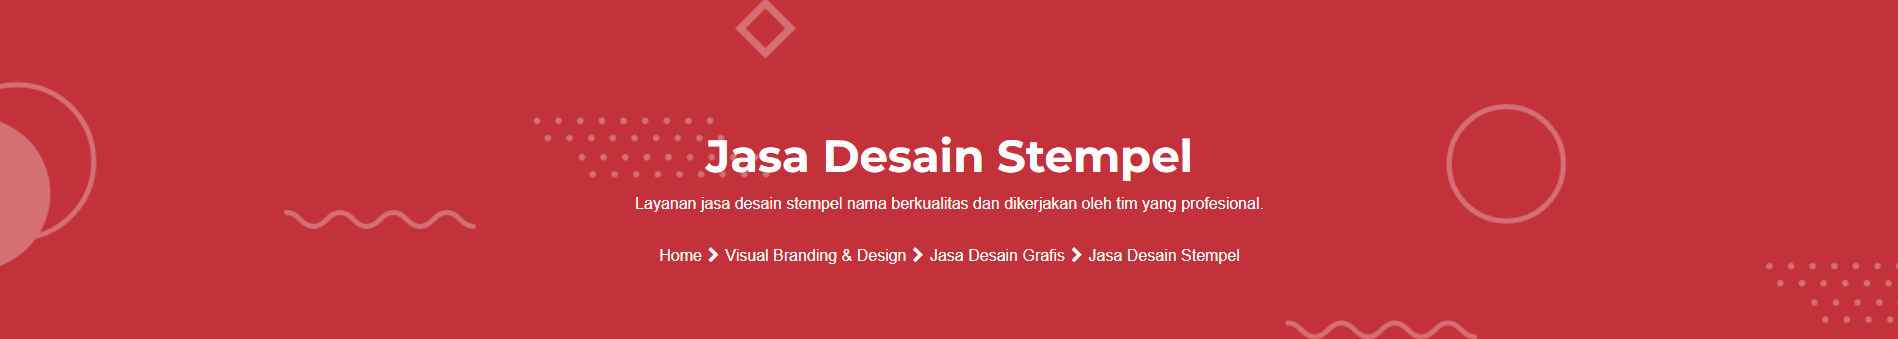 Jasa Desain Stempel
Layanan jasa desain stempel nama berkualitas dan dikerjakan oleh tim yang profesional.
Home > Visual Branding & Design > Jasa Desain Grafis > Jasa Desain Stempel